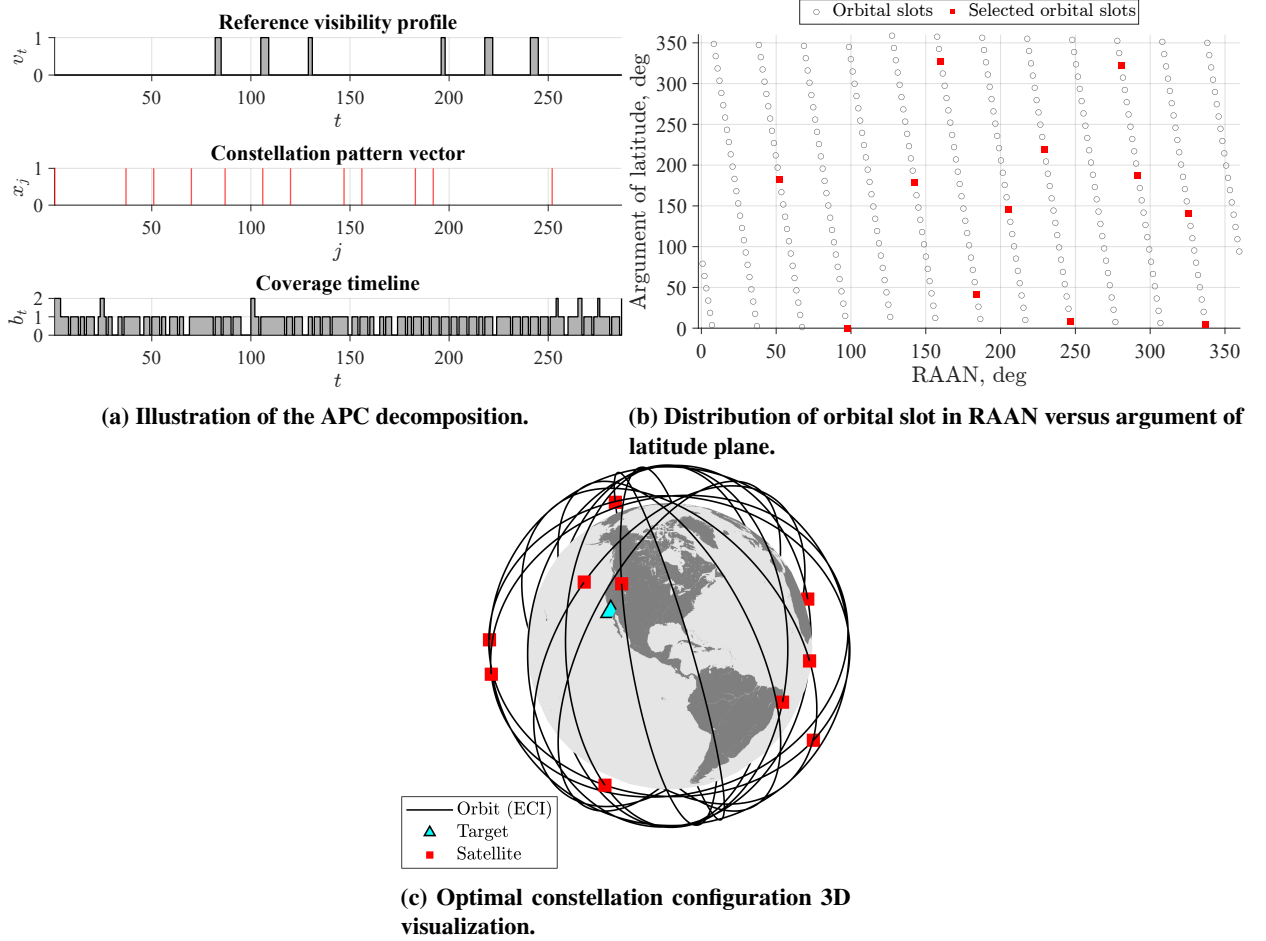 Reference visibility profile
1
0
v_t
50 100 150 200 250
t
Constellation pattern vector
1
0
x_j
50 100 150 200 250
j
Coverage timeline
2
1
0
b_t
50 100 150 200 250
t
(a) Illustration of the APC decomposition.
Orbital slots Selected orbital slots
350
300
250
200
150
100
50
0
Argument of latitude, deg
0 50 100 150 200 250 300 350
RAAN, deg
(b) Distribution of orbital slot in RAAN versus argument of
latitude plane.
Orbit (ECI)
Target
Satellite
(c) Optimal constellation configuration 3D
visualization.